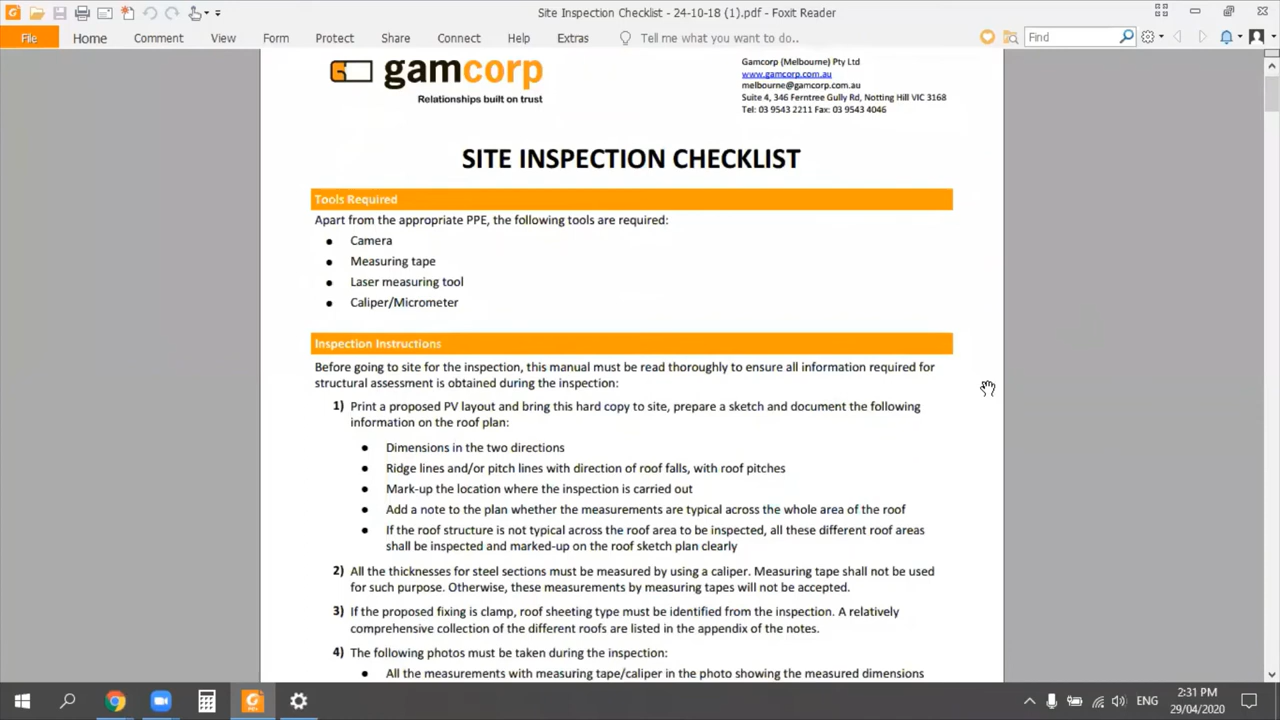 Site Inspection Checklist - 24-10-18 (1).pdf - Foxit Reader
File Home Comment View Form Protect Share Connect Help Extras Tell me what you want to do.. Find
gamcorp
Relationships built on trust
Gamcorp (Melbourne) Pty Ltd
www.gamcorp.com.au
melbourne@gamcorp.com.au
Suite 4, 346 Ferntree Gully Rd, Notting Hill VIC 3168
Tel: 03 9543 2211 Fax: 03 9543 4046
SITE INSPECTION CHECKLIST
Tools Required
Apart from the appropriate PPE, the following tools are required:
● Camera
● Measuring tape
● Laser measuring tool
● Caliper/Micrometer
Inspection Instructions
Before going to site for the inspection, this manual must be read thoroughly to ensure all information required for
structural assessment is obtained during the inspection:
1) Print a proposed PV layout and bring this hard copy to site, prepare a sketch and document the following
information on the roof plan:
● Dimensions in the two directions
● Ridge lines and/or pitch lines with direction of roof falls, with roof pitches
● Mark-up the location where the inspection is carried out
● Add a note to the plan whether the measurements are typical across the whole area of the roof
● If the roof structure is not typical across the roof area to be inspected, all these different roof areas
shall be inspected and marked-up on the roof sketch plan clearly
2) All the thicknesses for steel sections must be measured by using a caliper. Measuring tape shall not be used
for such purpose. Otherwise, these measurements by measuring tapes will not be accepted.
3) If the proposed fixing is clamp, roof sheeting type must be identified from the inspection. A relatively
comprehensive collection of the different roofs are listed in the appendix of the notes.
4) The following photos must be taken during the inspection:
● All the measurements with measuring tape/caliper in the photo showing the measured dimensions
ENG
2:31 PM
29/04/2020